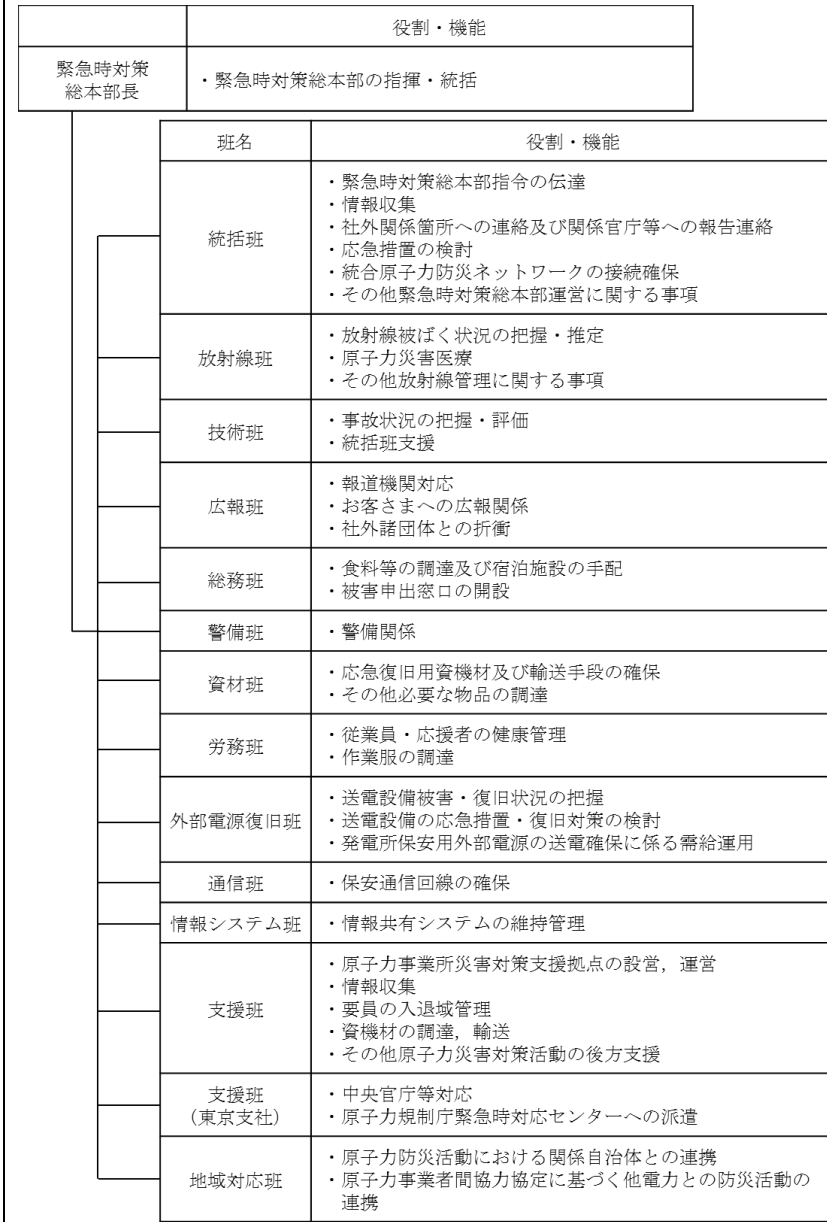 役割・機能
緊急時対策
総本部長
・緊急時対策総本部の指揮・統括
班名
役割・機能
統括班
・緊急時対策総本部指令の伝達
・情報収集
・社外関係箇所への連絡及び関係官庁等への報告連絡
・応急措置の検討
・統合原子力防災ネットワークの接続確保
・その他緊急時対策総本部運営に関する事項
放射線班
・放射線被ばく状況の把握・推定
・原子力災害医療
・その他放射線管理に関する事項
技術班
・事故状況の把握・評価
・統括班支援
広報班
・報道機関対応
・お客さまへの広報関係
・社外諸団体との折衝
総務班
・食料等の調達及び宿泊施設の手配
・被害申出窓口の開設
警備班
・警備関係
資材班
・応急復旧用資機材及び輸送手段の確保
・その他必要な物品の調達
労務班
・従業員・応援者の健康管理
・作業服の調達
外部電源復旧班
・送電設備被害・復旧状況の把握
・送電設備の応急措置・復旧対策の検討
・発電所保安用外部電源の送電確保に係る需給運用
通信班
・保安通信回線の確保
情報システム班
・情報共有システムの維持管理
支援班
・原子力事業所災害対策支援拠点の設営，運営
・情報収集
・要員の入退域管理
・資機材の調達，輸送
・その他原子力災害対策活動の後方支援
支援班
（東京支社）
・中央官庁等対応
・原子力規制庁緊急時対応センターへの派遣
地域対応班
・原子力防災活動における関係自治体との連携
・原子力事業者間協力協定に基づく他電力との防災活動の
連携